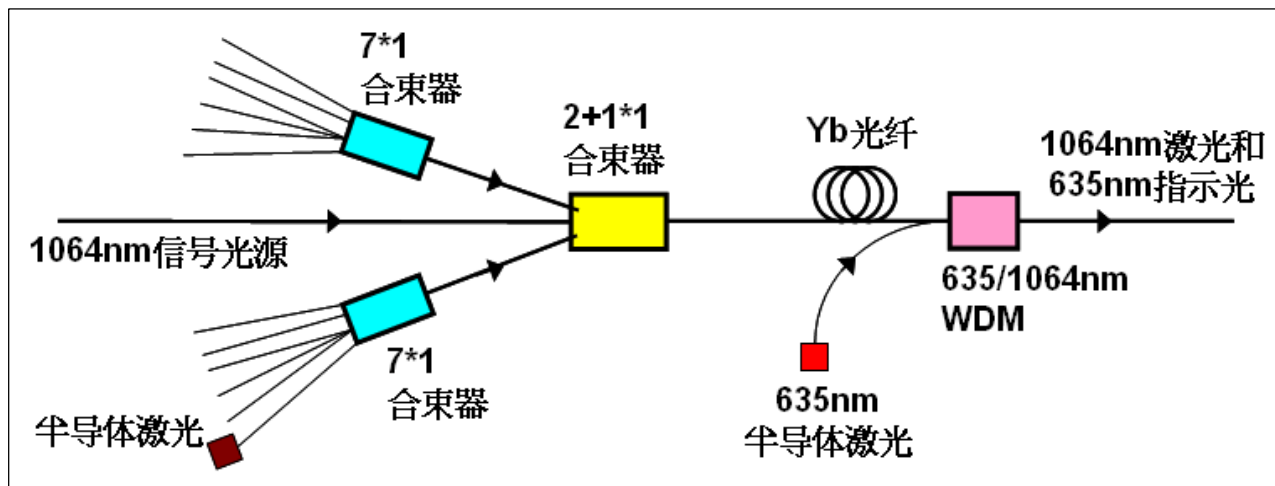 7*1
合束器
2+1*1
合束器
Yb光纤
1064nm激光和
635nm指示光
1064nm信号光源
635/1064nm
WDM
7*1
合束器
半导体激光
635nm
半导体激光